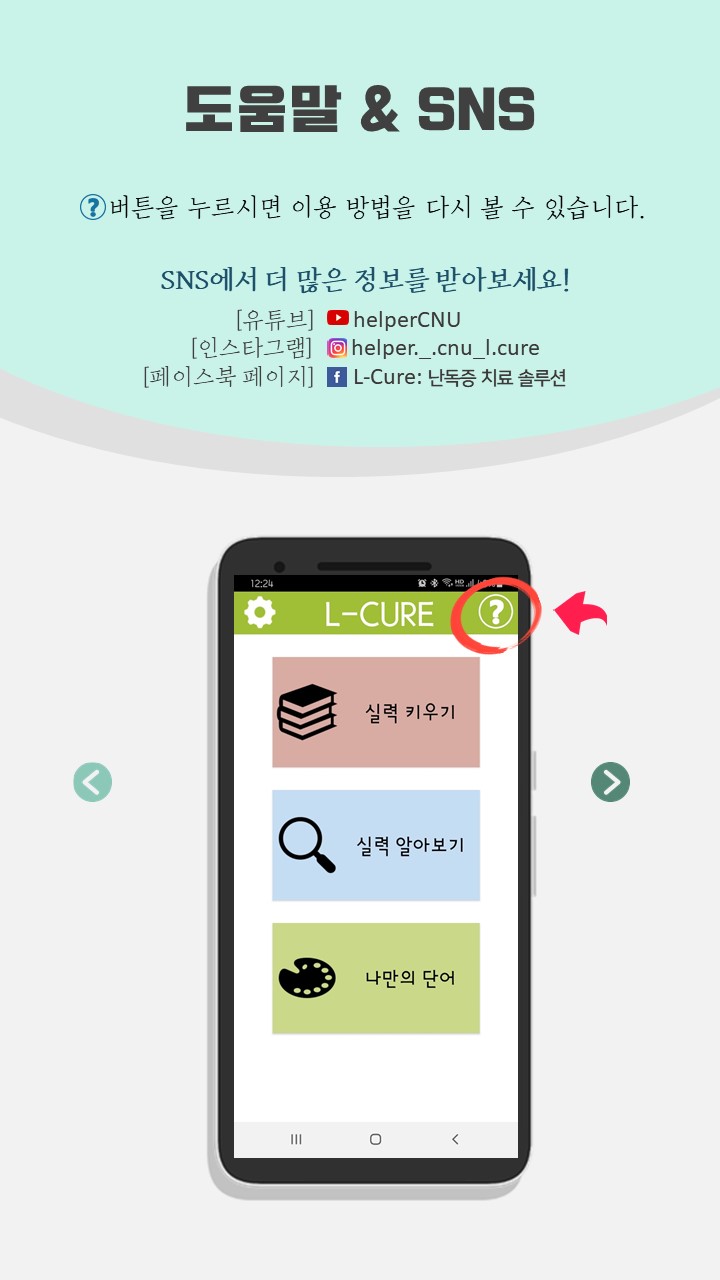 도움말 & SNS
?버튼을 누르시면 이용 방법을 다시 볼 수 있습니다.
SNS에서 더 많은 정보를 받아보세요!
[유튜브] helperCNU
[인스타그램] helper._.cnu_l.cure
[페이스북 페이지] f L-Cure: 난독증 치료 솔루션
12:24
L-CURE ?
실력 키우기
실력 알아보기
나만의 단어